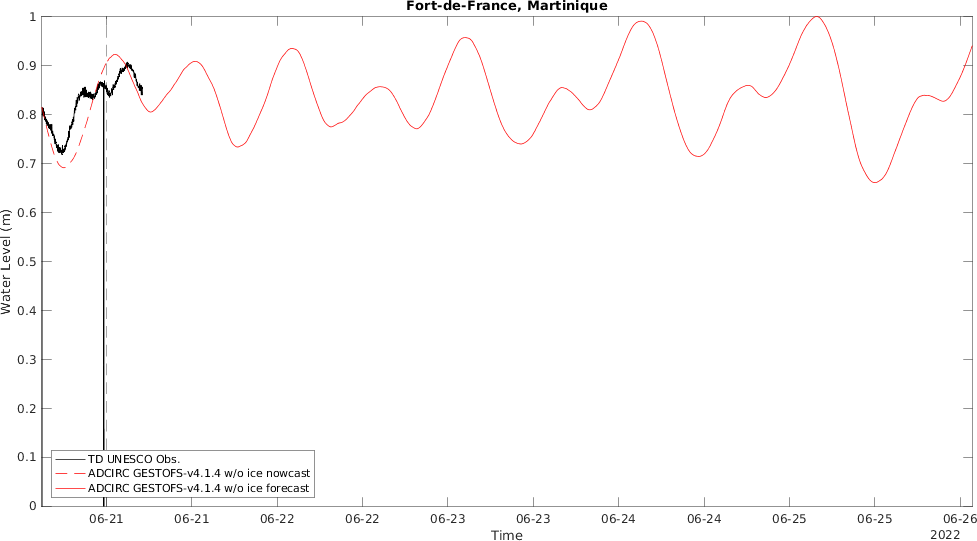 Fort-de-France, Martinique
1
0.9
0.8
0.7
0.6
0.5
0.4
0.3
0.2
0.1
0
Water Level (m)
TD UNESCO Obs.
ADCIRC GESTOFS-v4.1.4 w/o ice nowcast
ADCIRC GESTOFS-v4.1.4 w/o ice forecast
06-21 06-21 06-22 06-22 06-23 06-23 06-24 06-24 06-25 06-25 06-26
Time
2022